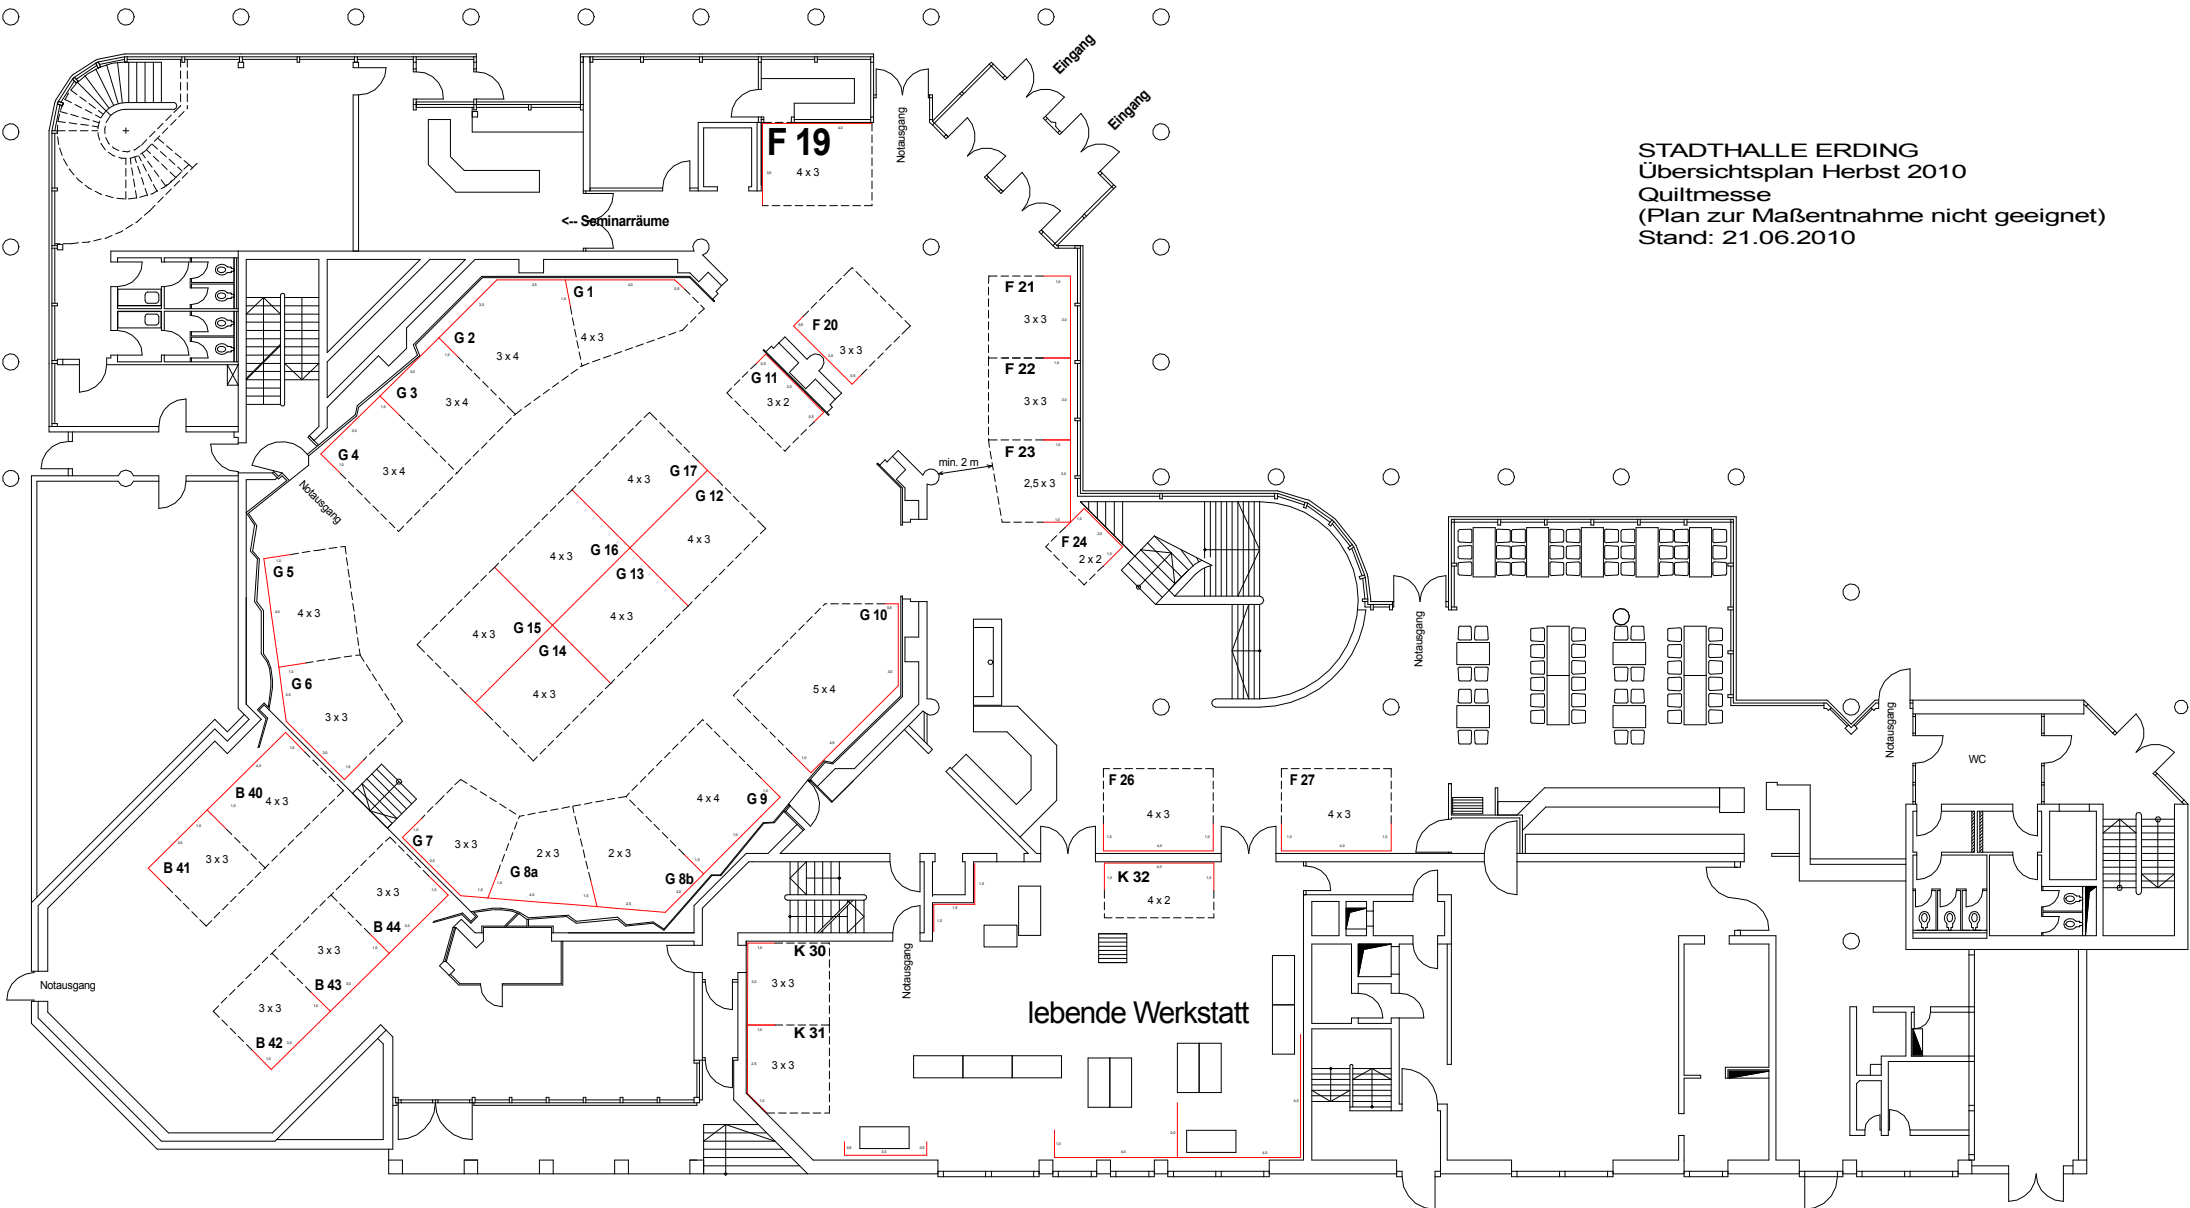 Eingang
Eingang
Notausgang
F 19
4 x 3
STADTHALLE ERDING
Übersichtsplan Herbst 2010
Quiltmesse
(Plan zur Maßentnahme nicht geeignet)
Stand: 21.06.2010
<-- Seminarräume
G 1
4 x 3
G 2
3 x 4
G 3
3 x 4
G 4
3 x 4
Notausgang
F 20
3 x 3
G 11
3 x 2
F 21
3 x 3
F 22
3 x 3
F 23
2,5 x 3
min. 2 m
F 24
2 x 2
G 17
4 x 3
G 12
4 x 3
G 16
4 x 3
G 13
4 x 3
G 15
4 x 3
G 14
4 x 3
G 5
4 x 3
G 6
3 x 3
G 10
5 x 4
Notausgang
Notausgang
WC
G 9
4 x 4
G 7
3 x 3
G 8a
2 x 3
2 x 3
G 8b
B 40
4 x 3
B 41
3 x 3
B 44
3 x 3
B 43
3 x 3
B 42
3 x 3
Notausgang
F 26
4 x 3
F 27
4 x 3
K 32
4 x 2
Notausgang
K 30
3 x 3
K 31
3 x 3
lebende Werkstatt